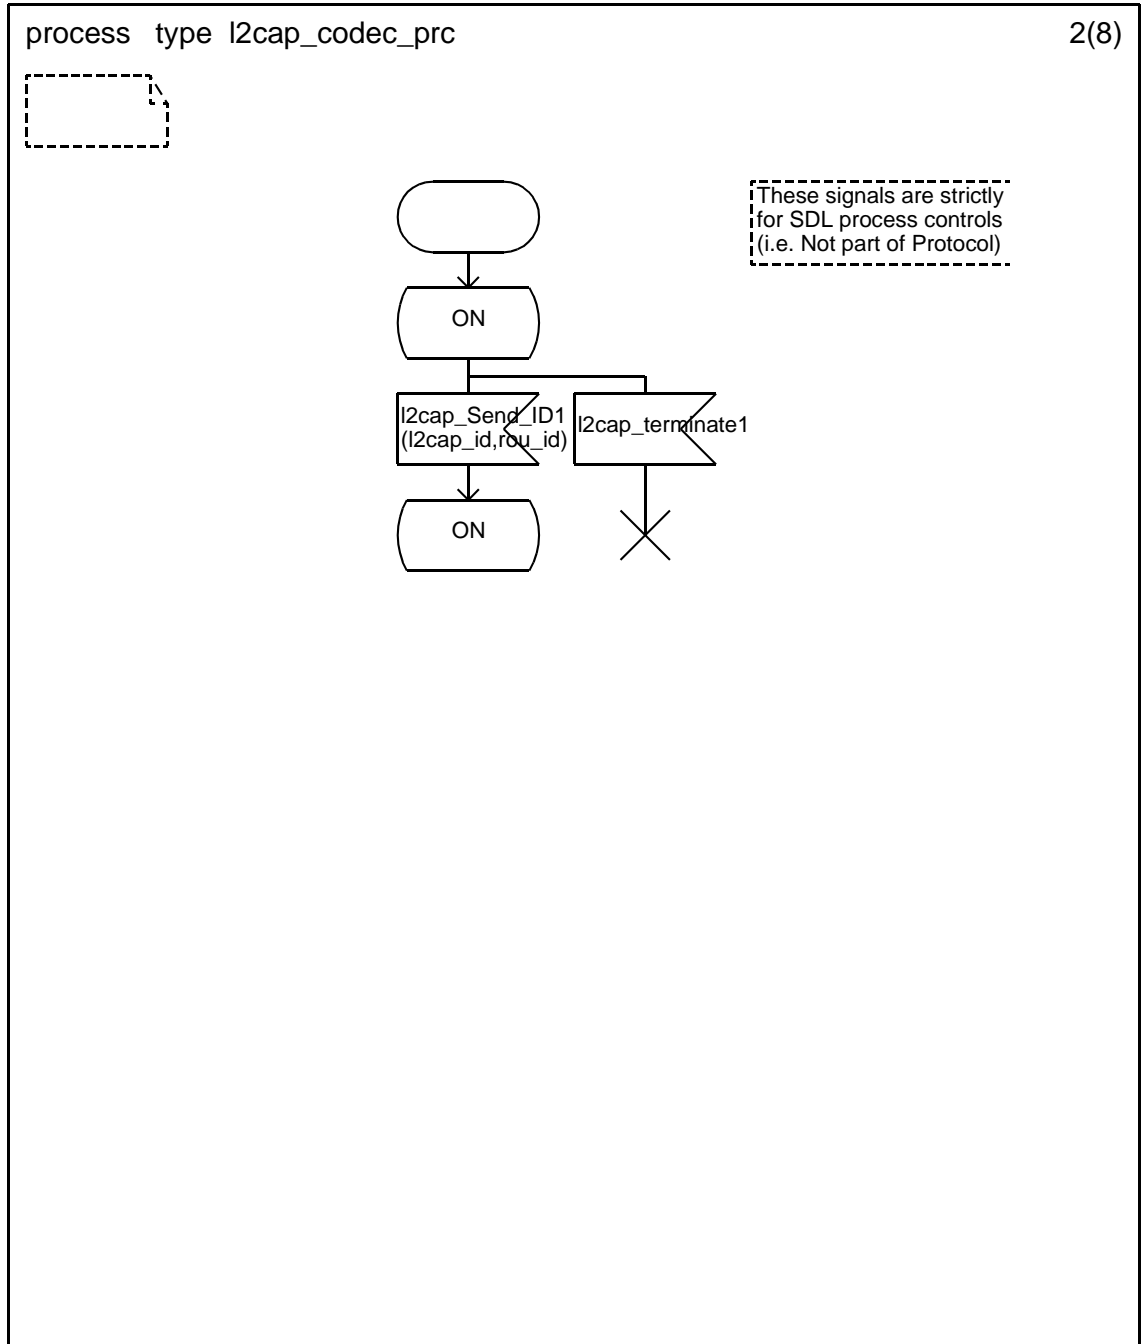 process type l2cap_codec_prc
2(8)
These signals are strictly
for SDL process controls
(i.e. Not part of Protocol)
ON
l2cap_Send_ID1
(l2cap_id,rou_id)
l2cap_terminate1
ON